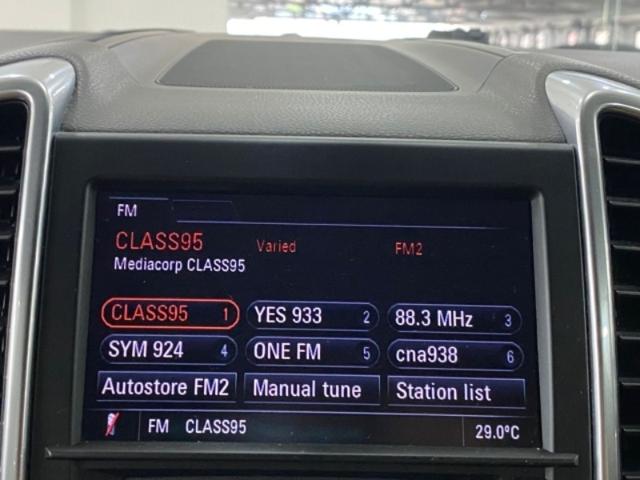 FM
CLASS95 Varied FM2
Mediacorp CLASS95
CLASS95 1 YES 933 2 88.3 MHz 3
SYM 924 4 ONE FM 5 cna938 6
Autostore FM2 Manual tune Station list
FM CLASS95 29.0°C